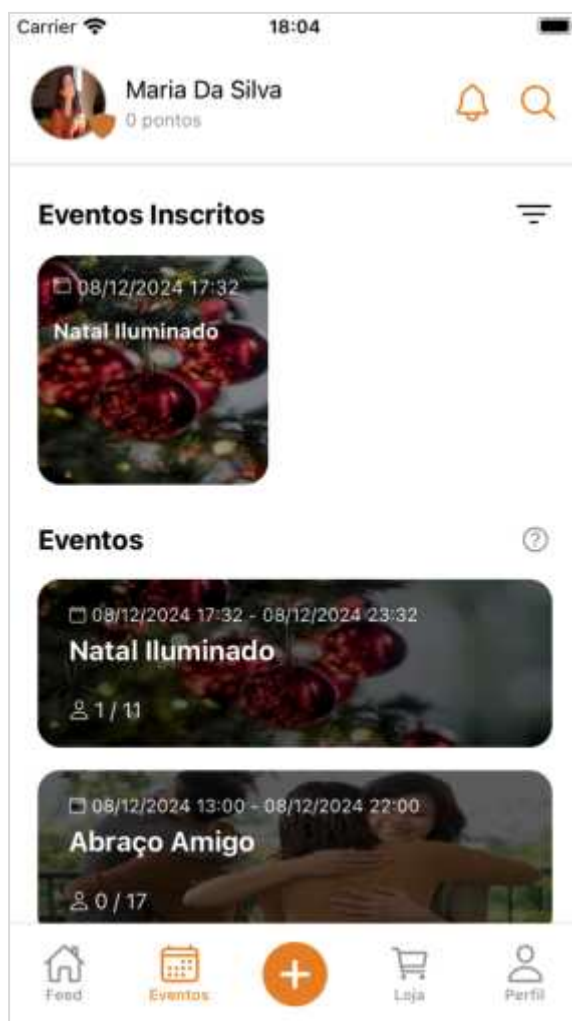 Carrier 18:04
Maria Da Silva
0 pontos
Eventos Inscritos
08/12/2024 17:32
Natal Iluminado
Eventos
08/12/2024 17:32 - 08/12/2024 23:32
Natal Iluminado
1 / 11
08/12/2024 13:00 - 08/12/2024 22:00
Abraço Amigo
0 / 17
Feed Eventos Loja Perfil